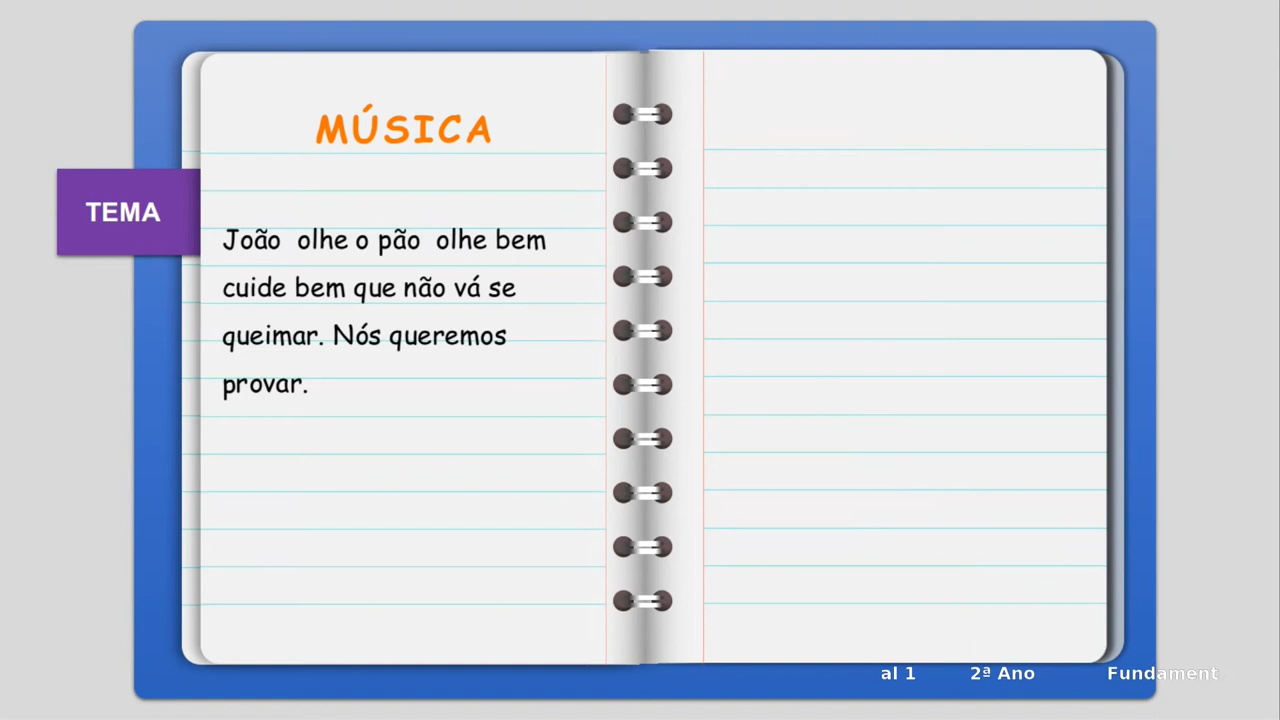 MÚSICA
TEMA
João olhe o pão olhe bem
cuide bem que não vá se
queimar. Nós queremos
provar.
al 1 2ª Ano Fundament